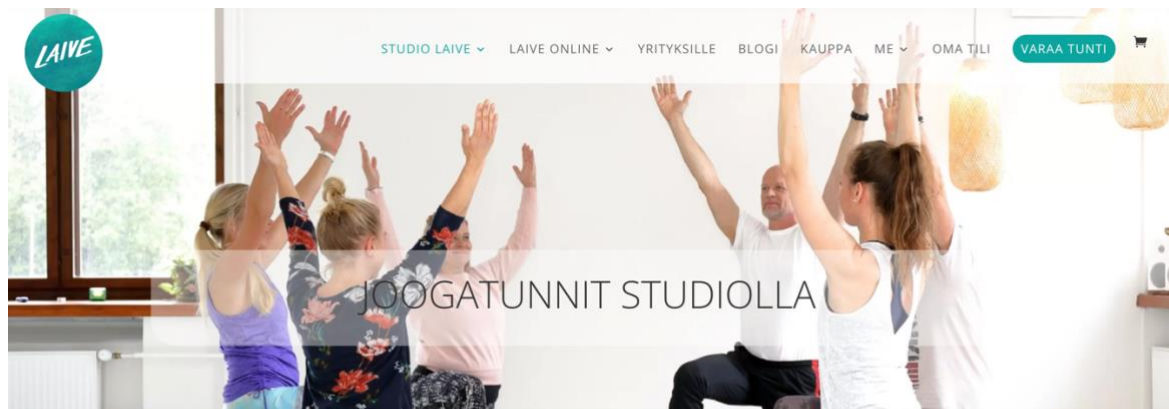 LAIVE
STUDIO LAIVE LAIVE ONLINE YRITYKSILLE BLOGI KAUPPA ME OMA TILI VARAA TUNTI
JOOGATUNNIT STUDIOLLA